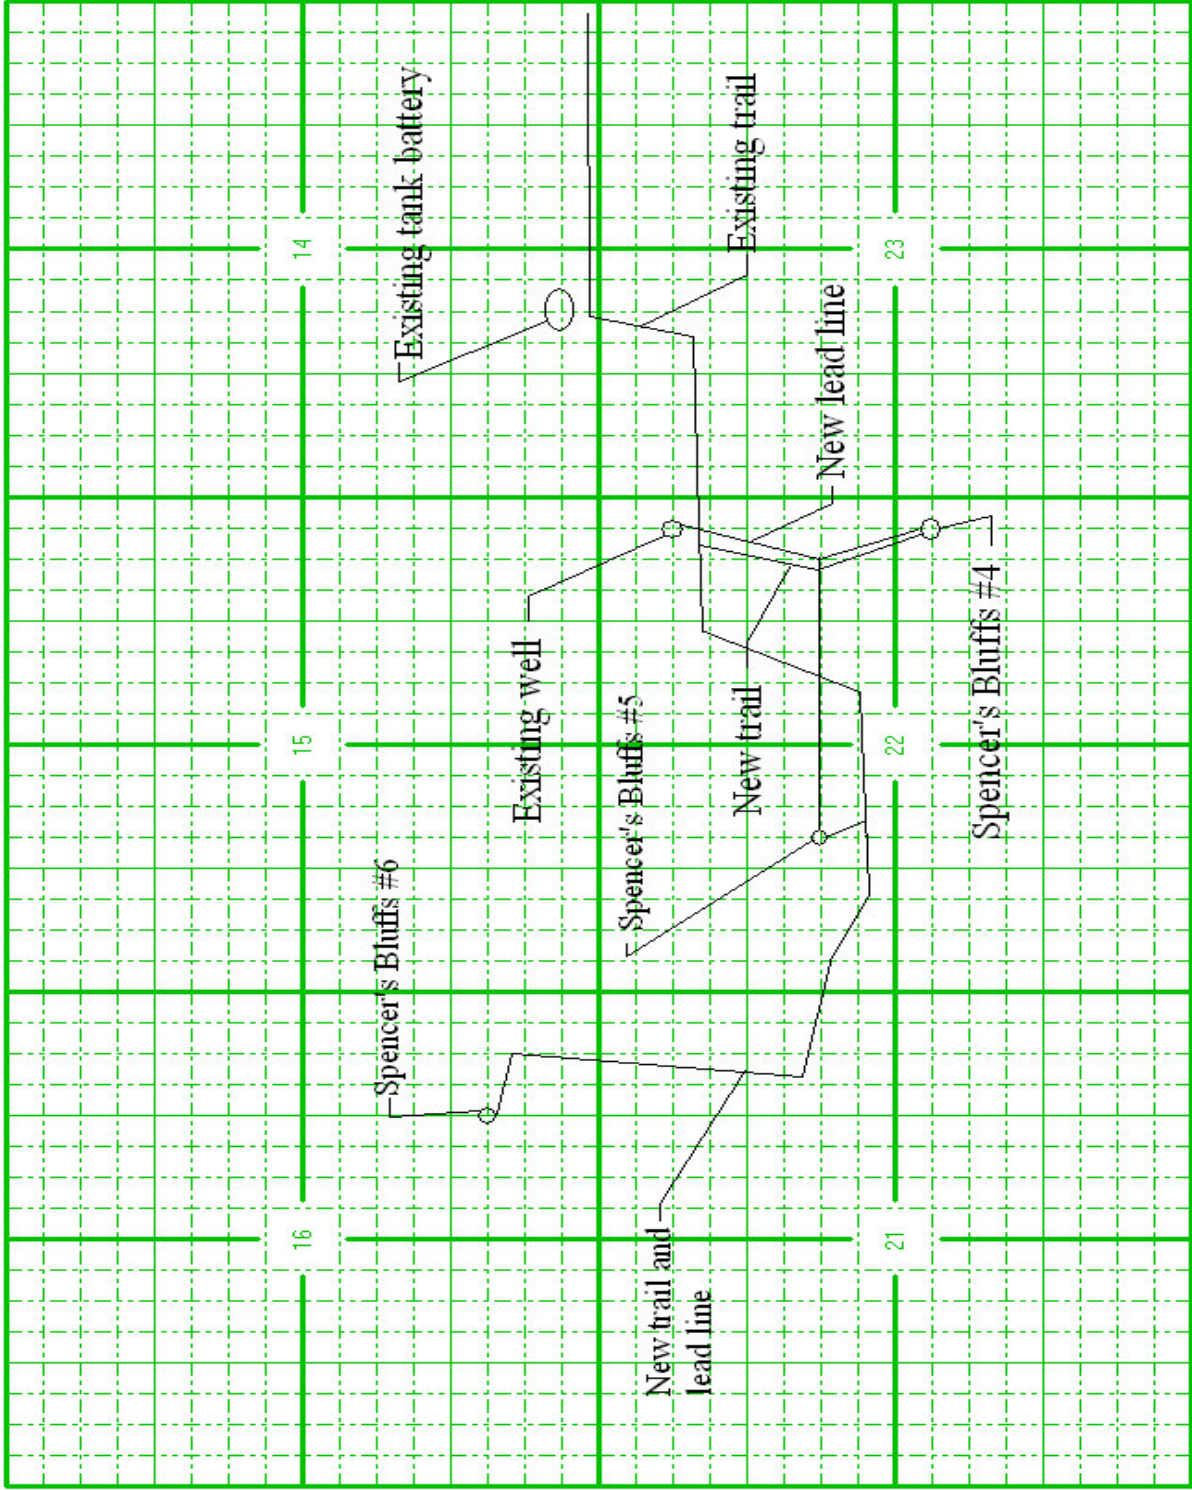 16
15
14
Existing tank battery
Spencer's Bluffs #6
Existing well
Spencer's Bluffs #5
Existing trail
New trail and
lead line
New trail
New lead line
21
22
23
Spencer's Bluffs #4